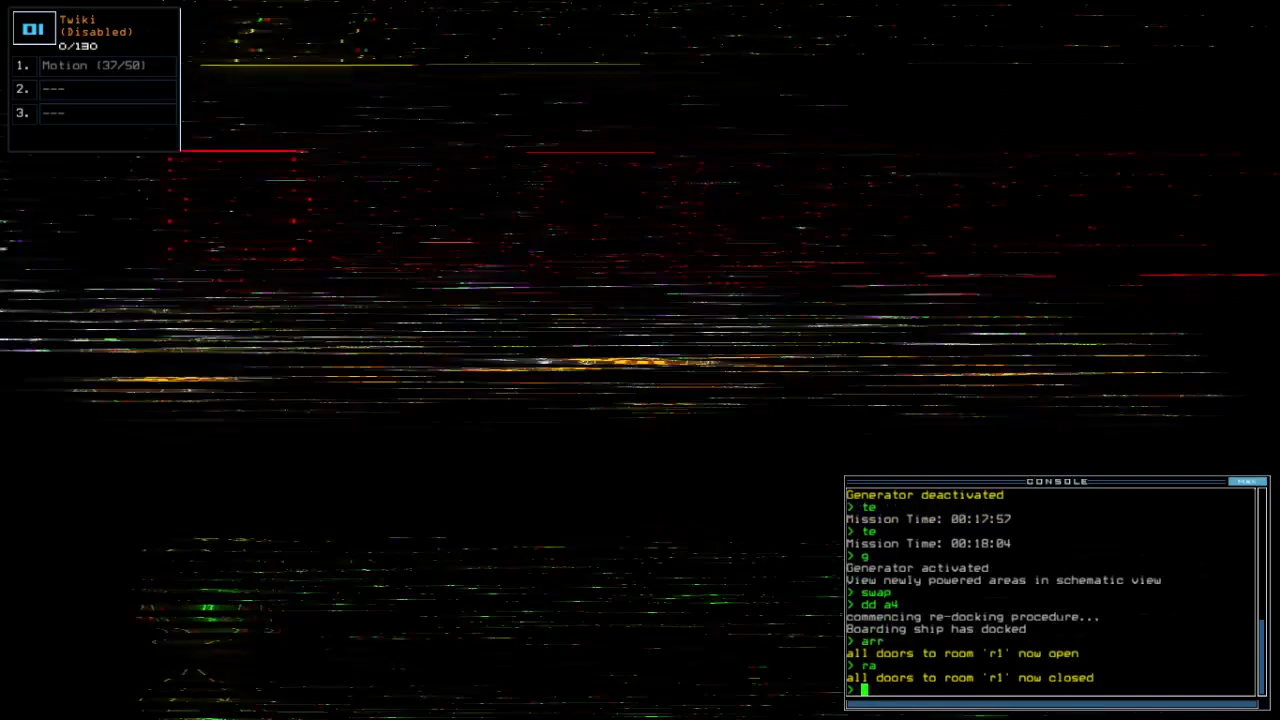 01
Twiki
(Disabled)
0/130
1. Motion (37/50)
2. ---
3. ---
CONSOLE
Generator deactivated
> te
Mission Time: 00:17:57
> te
Mission Time: 00:18:04
> g
Generator activated
View newly powered areas in schematic view
> swap
> dd a4
commencing re-docking procedure...
Boarding ship has docked
> arr
all doors to room 'r1' now open
> ra
all doors to room 'r1' now closed
>